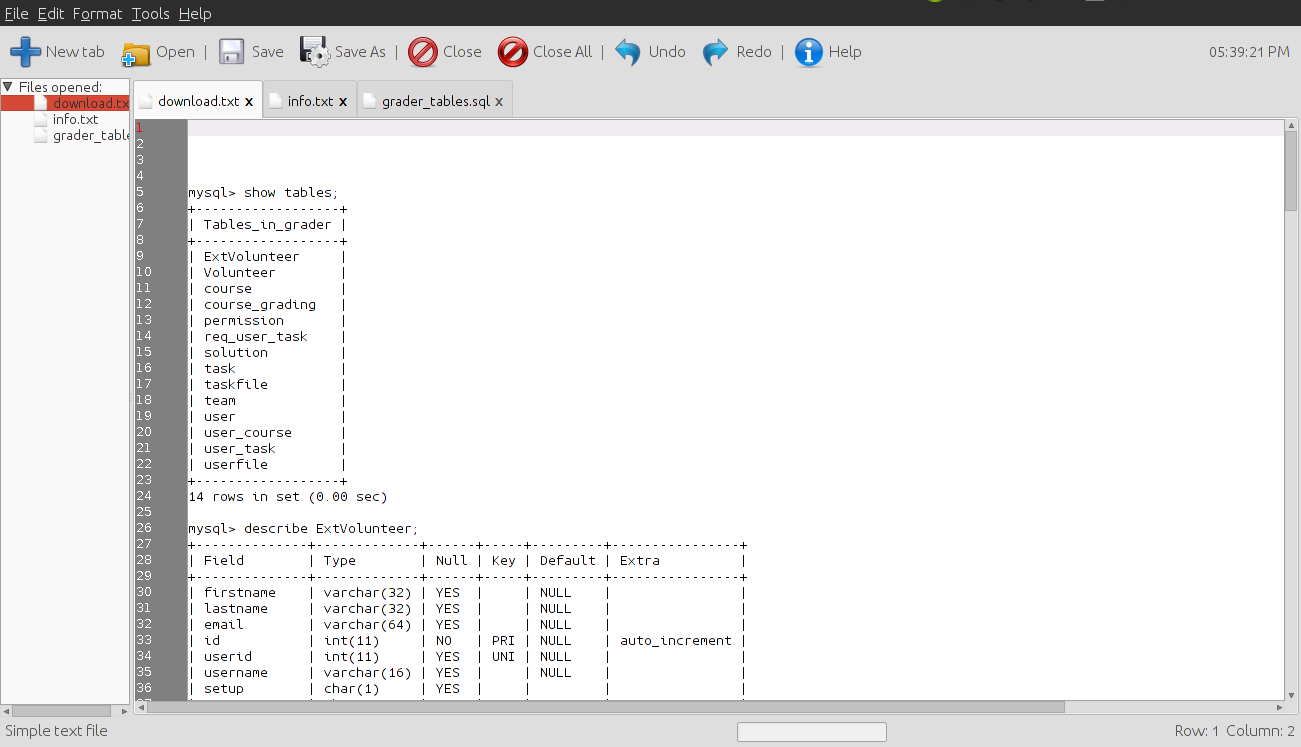 File Edit Format Tools Help
New tab Open | Save Save As | Close Close All | Undo Redo | Help 05:39:21 PM
Files opened:
download.tx
info.txt
grader_table
download.txt x info.txt x grader_tables.sql x
1
2
3
4
5 mysql> show tables;
6 +-------------------+
7 | Tables_in_grader |
8 +-------------------+
9 | ExtVolunteer |
10 | Volunteer |
11 | course |
12 | course_grading |
13 | permission |
14 | req_user_task |
15 | solution |
16 | task |
17 | taskfile |
18 | team |
19 | user |
20 | user_course |
21 | user_task |
22 | userfile |
23 +-------------------+
24 14 rows in set (0.00 sec)
25
26 mysql> describe ExtVolunteer;
27 +--------------+-------------+------+-----+---------+----------------+
28 | Field | Type | Null | Key | Default | Extra |
29 +--------------+-------------+------+-----+---------+----------------+
30 | firstname | varchar(32) | YES | | NULL | |
31 | lastname | varchar(32) | YES | | NULL | |
32 | email | varchar(64) | YES | | NULL | |
33 | id | int(11) | NO | PRI | NULL | auto_increment |
34 | userid | int(11) | YES | UNI | NULL | |
35 | username | varchar(16) | YES | | NULL | |
36 | setup | char(1) | YES | | | |
Simple text file
Row: 1 Column: 2